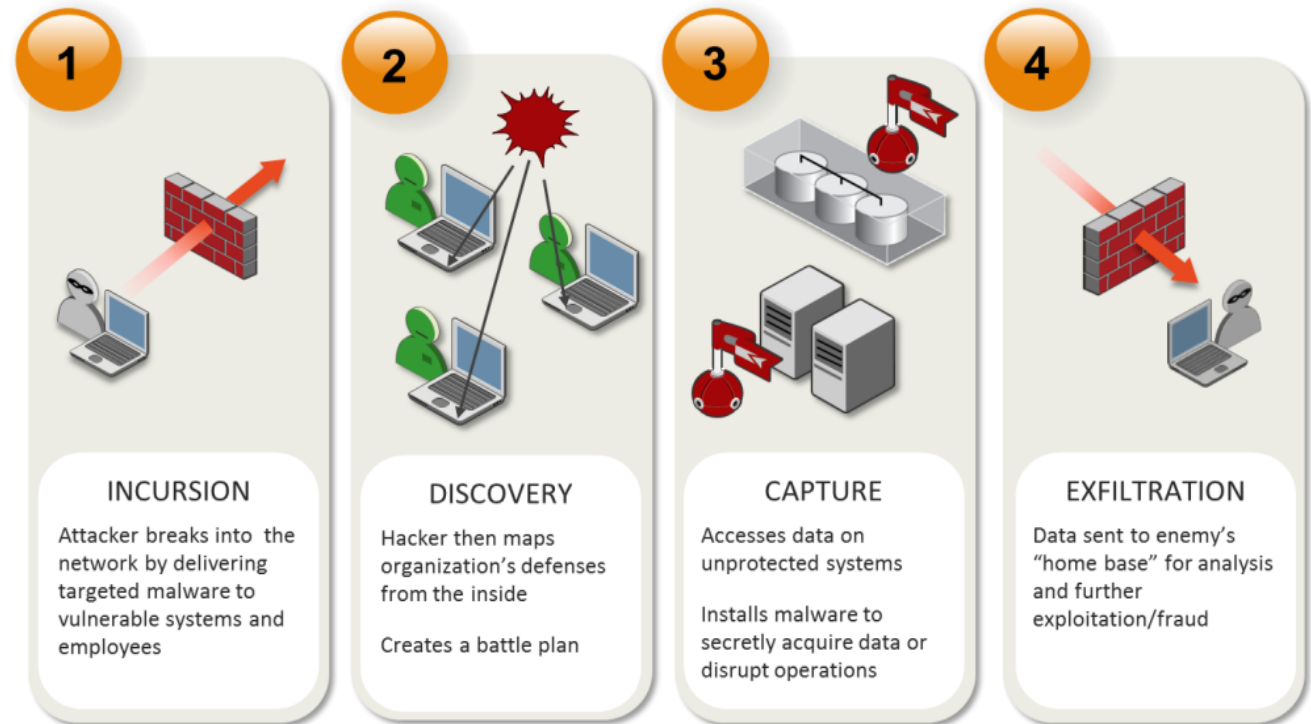 1
INCURSION
Attacker breaks into the
network by delivering
targeted malware to
vulnerable systems and
employees
2
DISCOVERY
Hacker then maps
organization’s defenses
from the inside
Creates a battle plan
3
CAPTURE
Accesses data on
unprotected systems
Installs malware to
secretly acquire data or
disrupt operations
4
EXFILTRATION
Data sent to enemy’s
“home base” for analysis
and further
exploitation/fraud